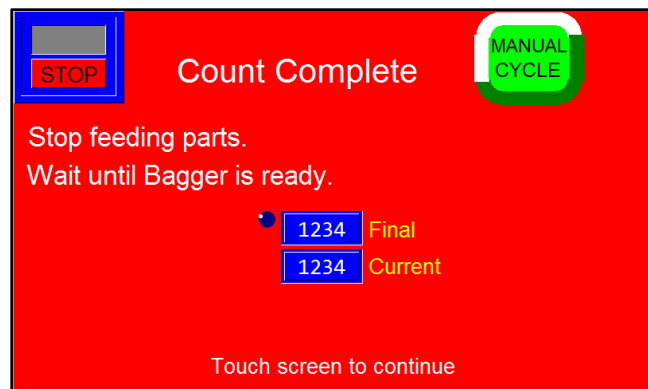 STOP
Count Complete
MANUAL
CYCLE
Stop feeding parts.
Wait until Bagger is ready.
1234 Final
1234 Current
Touch screen to continue